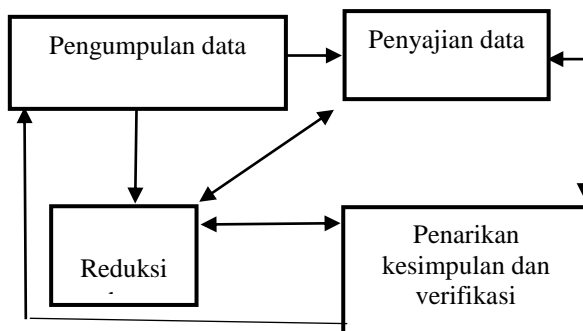 Pengumpulan data
Penyajian data
Reduksi
Penarikan
kesimpulan dan
verifikasi